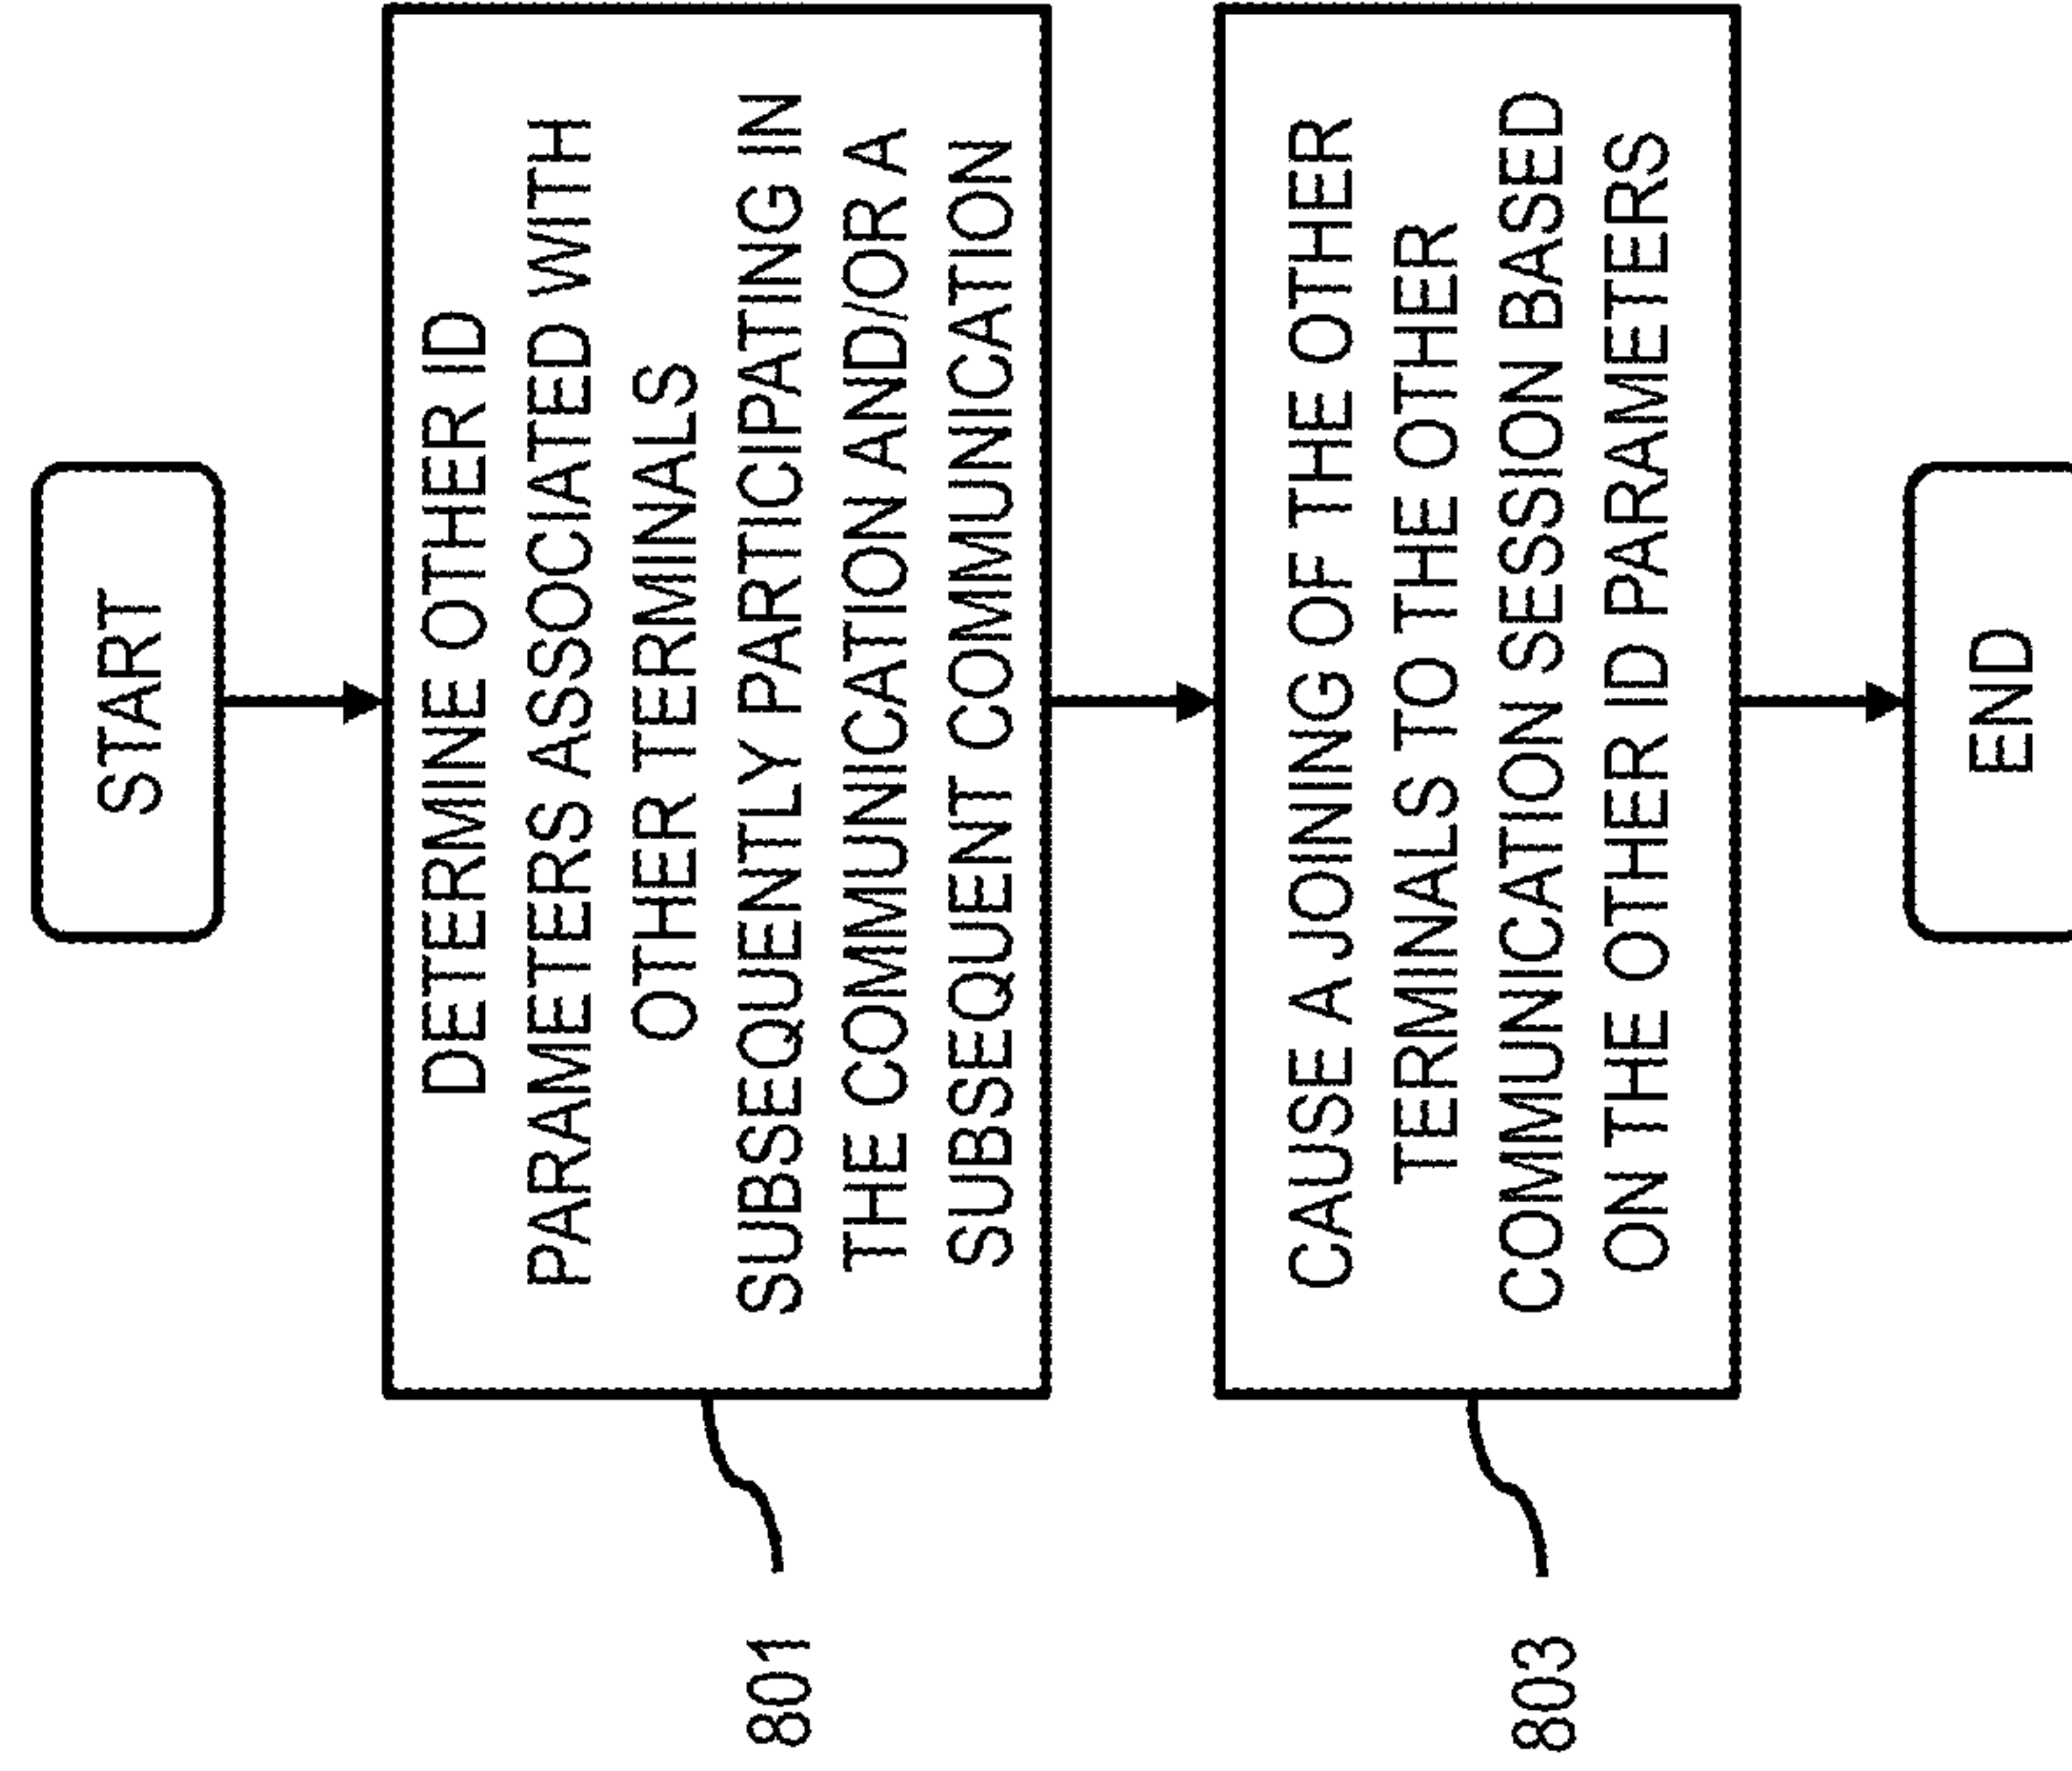 START
DETERMINE OTHER ID
PARAMETERS ASSOCIATED WITH
OTHER TERMINALS
SUBSEQUENTLY PARTICIPATING IN
THE COMMUNICATION AND//OR A
SUBSEQUENT COMMUNICATION
801
CAUSE A JOINING OF THE OTHER
TERMINALS TO THE OTHER
COMMUNICATION SESSION BASED
ON THE OTHER ID PARAMETERS
803
END